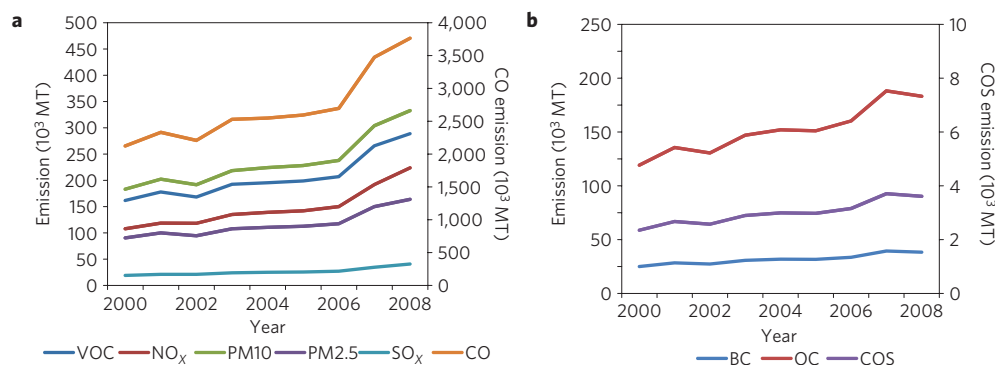 a
Emission (10³ MT)
500
450
400
350
300
250
200
150
100
50
0
4,000
3,500
3,000
2,500
2,000
1,500
1,000
500
0
CO emission (10³ MT)
2000 2002 2004 2006 2008
Year
VOC NOX PM10 PM2.5 SOX CO
b
Emission (10³ MT)
250
200
150
100
50
0
10
8
6
4
2
0
COS emission (10³ MT)
2000 2002 2004 2006 2008
Year
BC OC COS